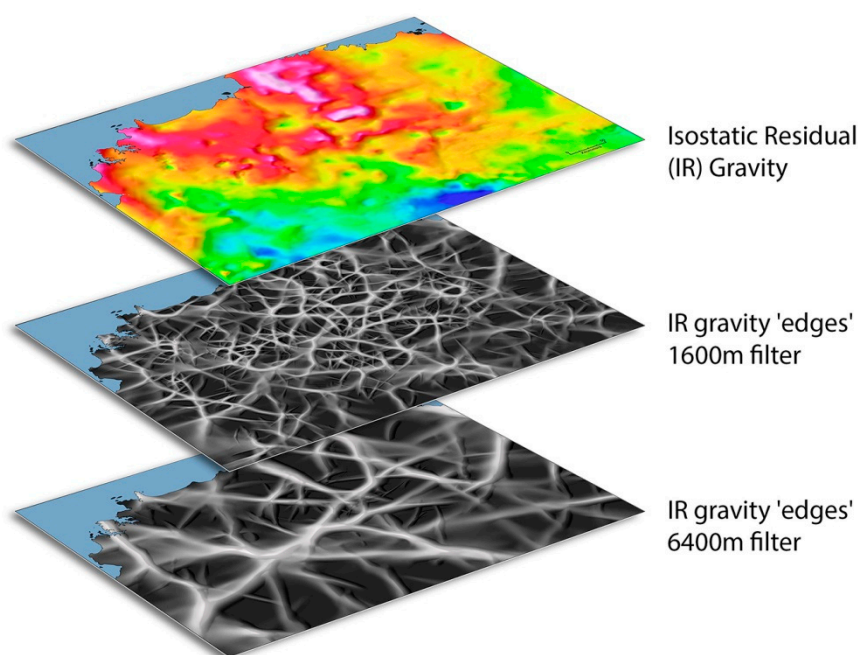 Isostatic Residual
(IR) Gravity
IR gravity 'edges'
1600m filter
IR gravity 'edges'
6400m filter